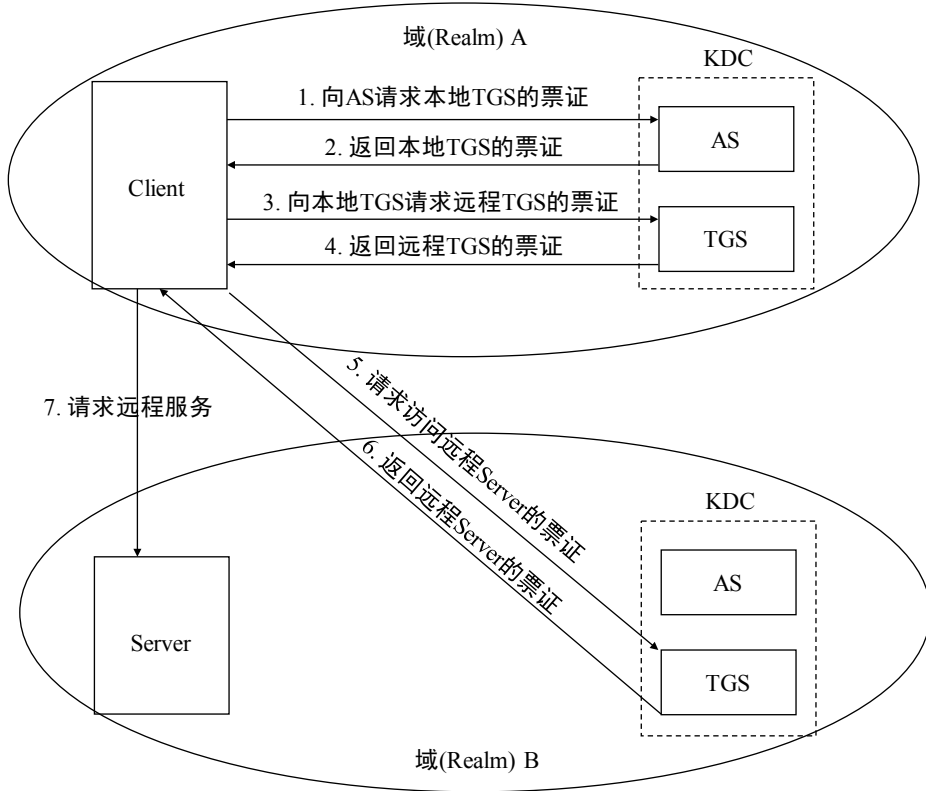 域(Realm) A
KDC
1. 向AS请求本地TGS的票证
AS
2. 返回本地TGS的票证
Client
3. 向本地TGS请求远程TGS的票证
TGS
4. 返回远程TGS的票证
5. 请求访问远程Server的票证
7. 请求远程服务
6. 返回远程Server的票证
KDC
AS
Server
TGS
域(Realm) B